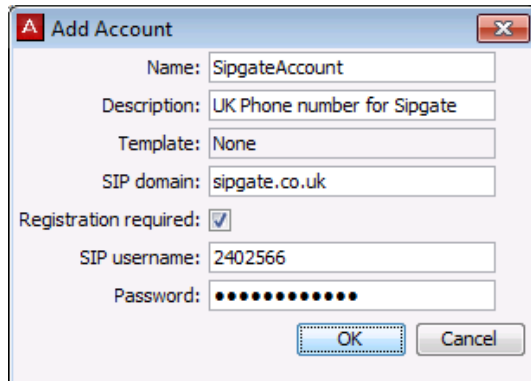 A Add Account
Name: SipgateAccount
Description: UK Phone number for Sipgate
Template: None
SIP domain: sipgate.co.uk
Registration required:
SIP username: 2402566
Password: ●●●●●●●●●●●●
OK Cancel